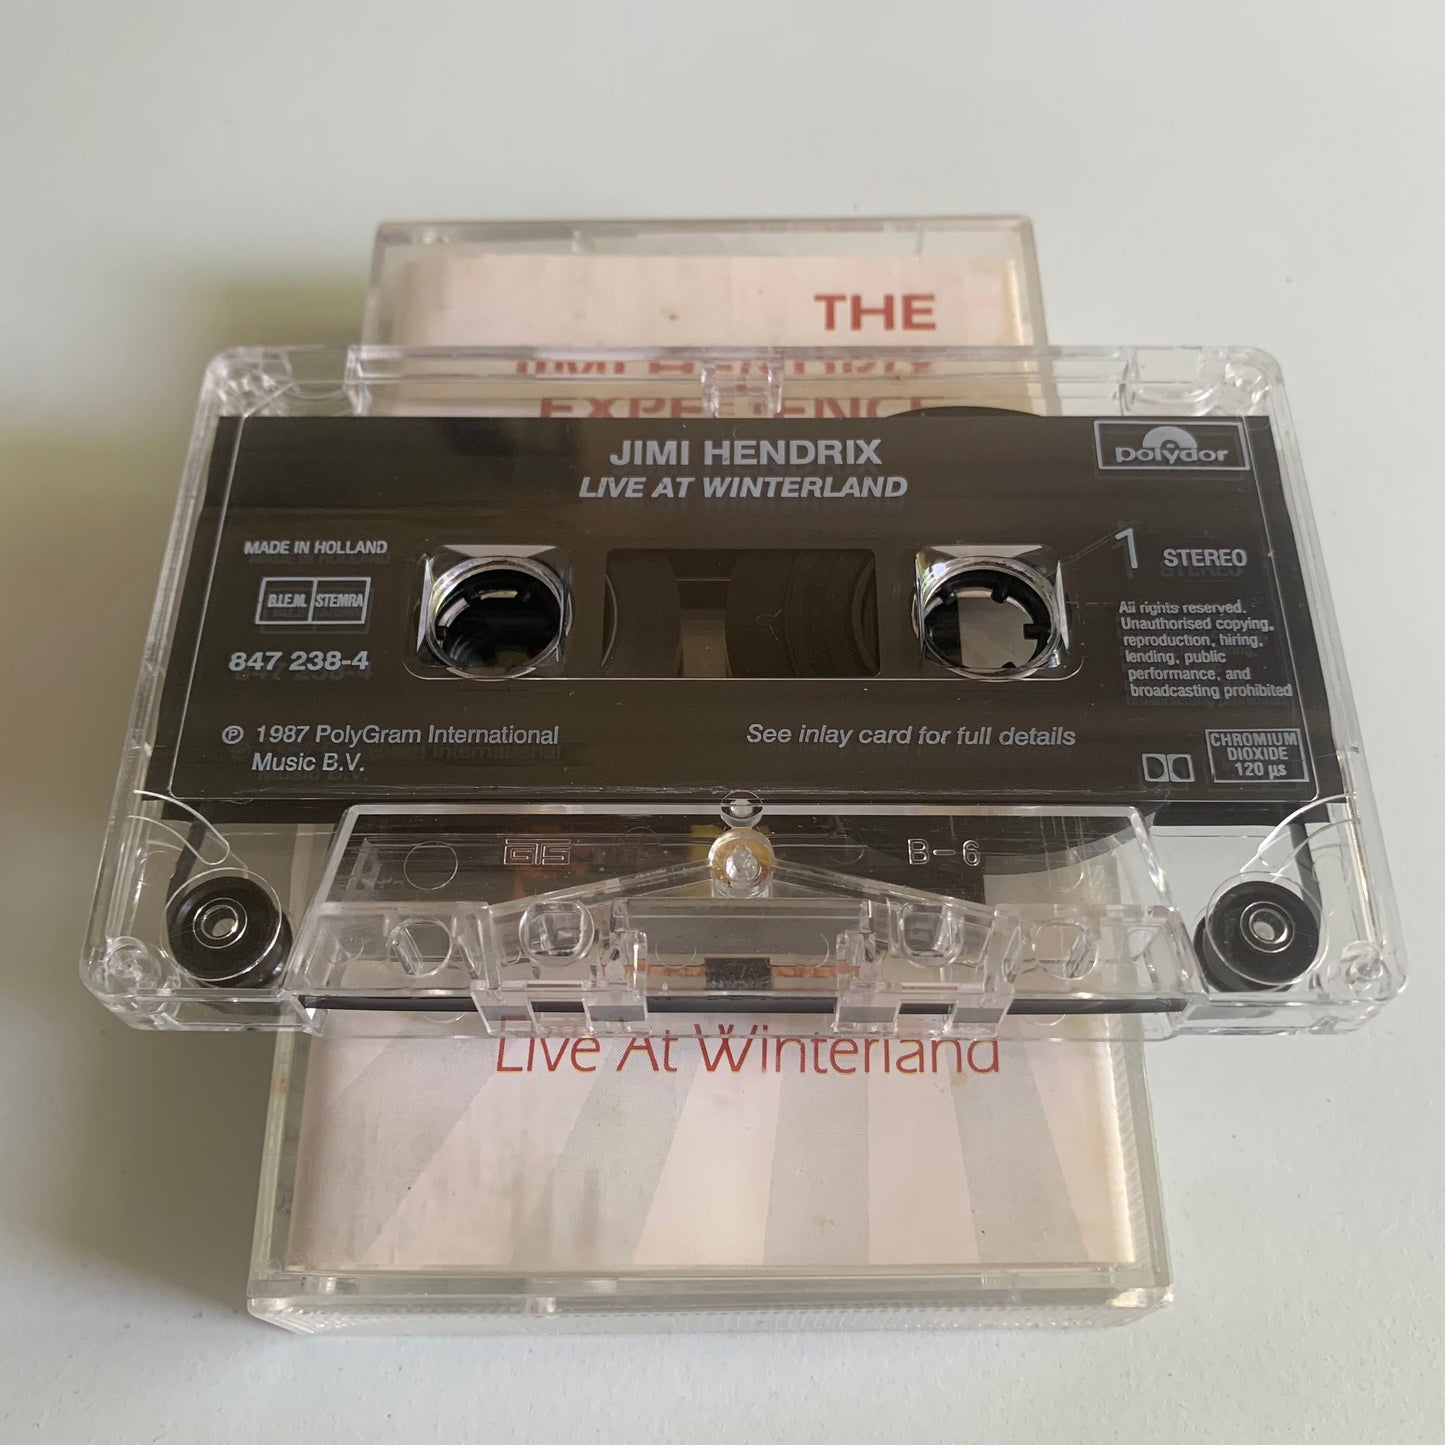 THE
JIMI HENDRIX
EXPERIENCE
JIMI HENDRIX
LIVE AT WINTERLAND
polydor
MADE IN HOLLAND
B.I.E.M. STEMRA
847 238-4
1 STEREO
All rights reserved.
Unauthorised copying,
reproduction, hiring,
lending, public
performance, and
broadcasting prohibited
℗ 1987 PolyGram International
Music B.V.
See inlay card for full details
CHROMIUM
DIOXIDE
120 µs
B-6
Live At Winterland